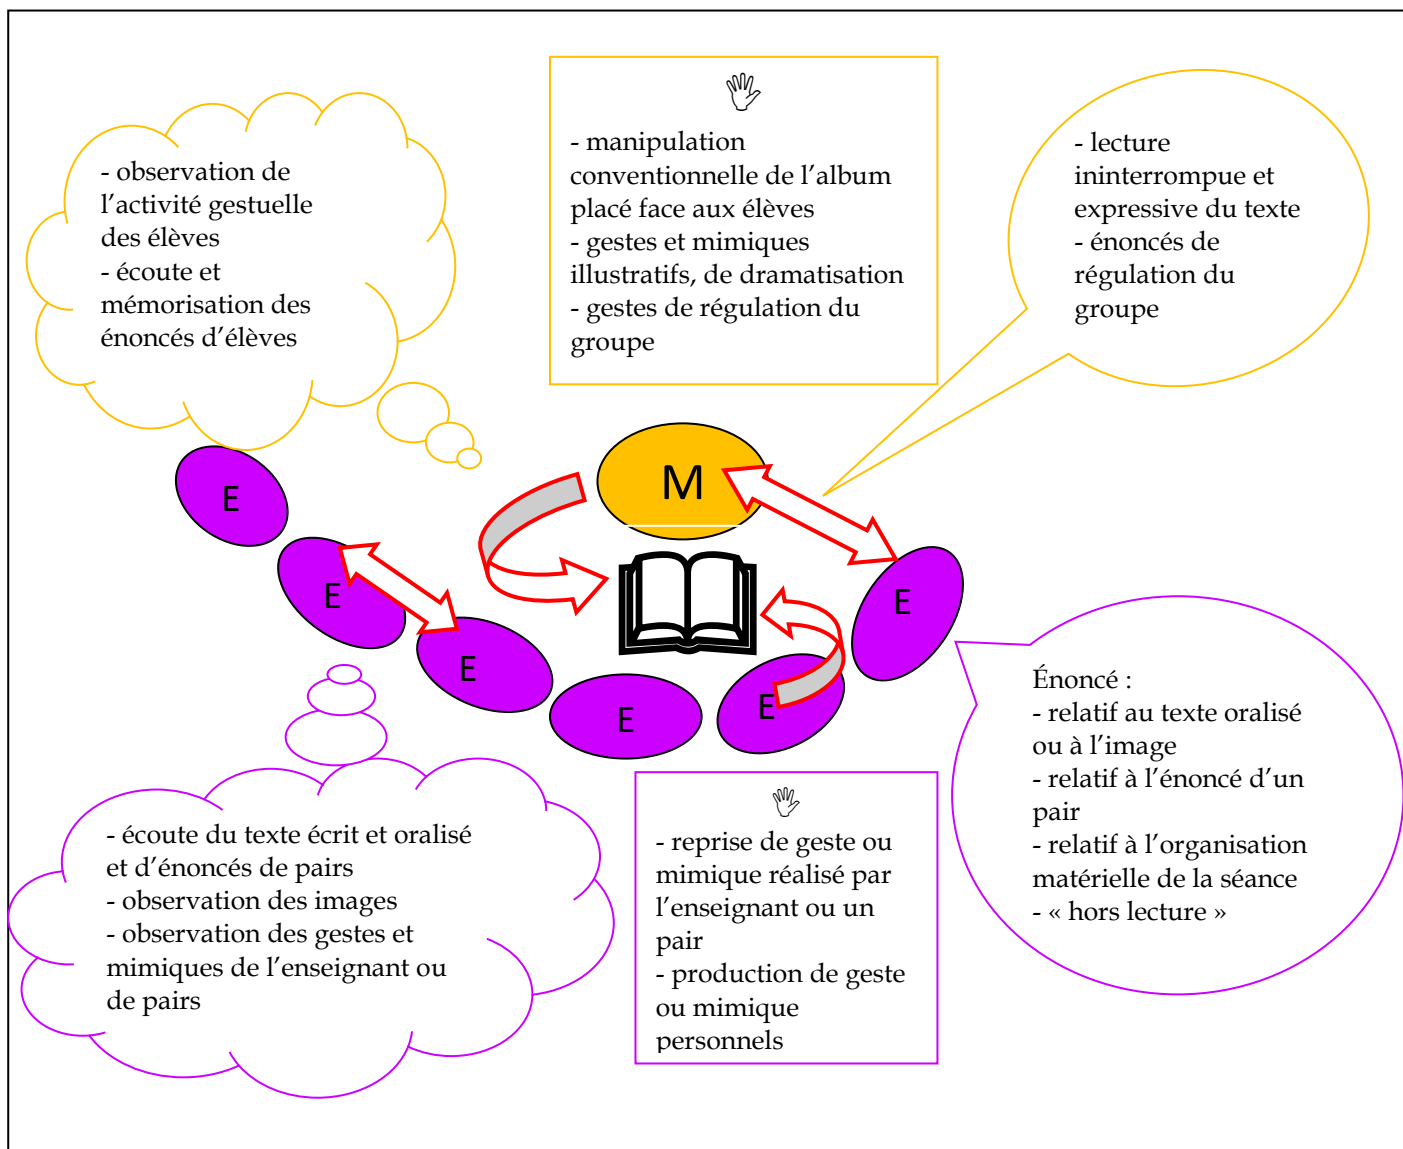 - observation de
l’activité gestuelle
des élèves
- écoute et
mémorisation des
énoncés d’élèves
- manipulation
conventionnelle de l’album
placé face aux élèves
- gestes et mimiques
illustratifs, de dramatisation
- gestes de régulation du
groupe
- lecture
ininterrompue et
expressive du texte
- énoncés de
régulation du
groupe
M
E
E
E
E
E
E
- écoute du texte écrit et oralisé
et d’énoncés de pairs
- observation des images
- observation des gestes et
mimiques de l’enseignant ou
de pairs
- reprise de geste ou
mimique réalisé par
l’enseignant ou un
pair
- production de geste
ou mimique
personnels
Énoncé :
- relatif au texte oralisé
ou à l’image
- relatif à l’énoncé d’un
pair
- relatif à l’organisation
matérielle de la séance
- « hors lecture »